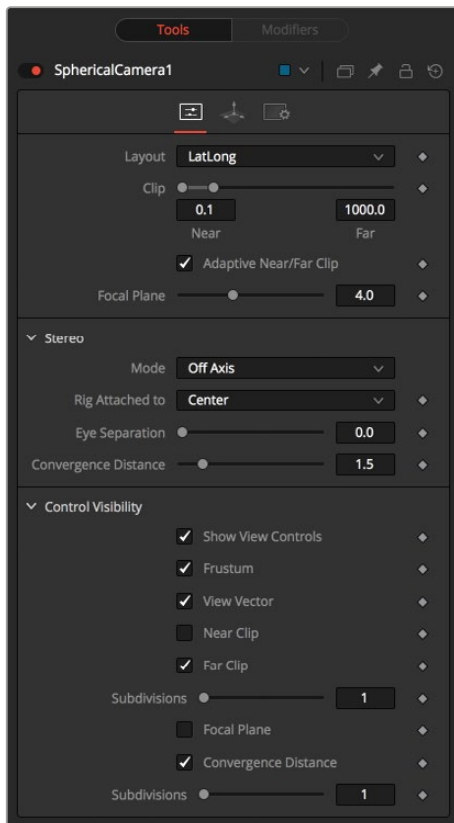 Tools Modifiers
SphericalCamera1
Layout LatLong
Clip
0.1 1000.0
Near Far
Adaptive Near/Far Clip
Focal Plane 4.0
Stereo
Mode Off Axis
Rig Attached to Center
Eye Separation 0.0
Convergence Distance 1.5
Control Visibility
Show View Controls
Frustum
View Vector
Near Clip
Far Clip
Subdivisions 1
Focal Plane
Convergence Distance
Subdivisions 1